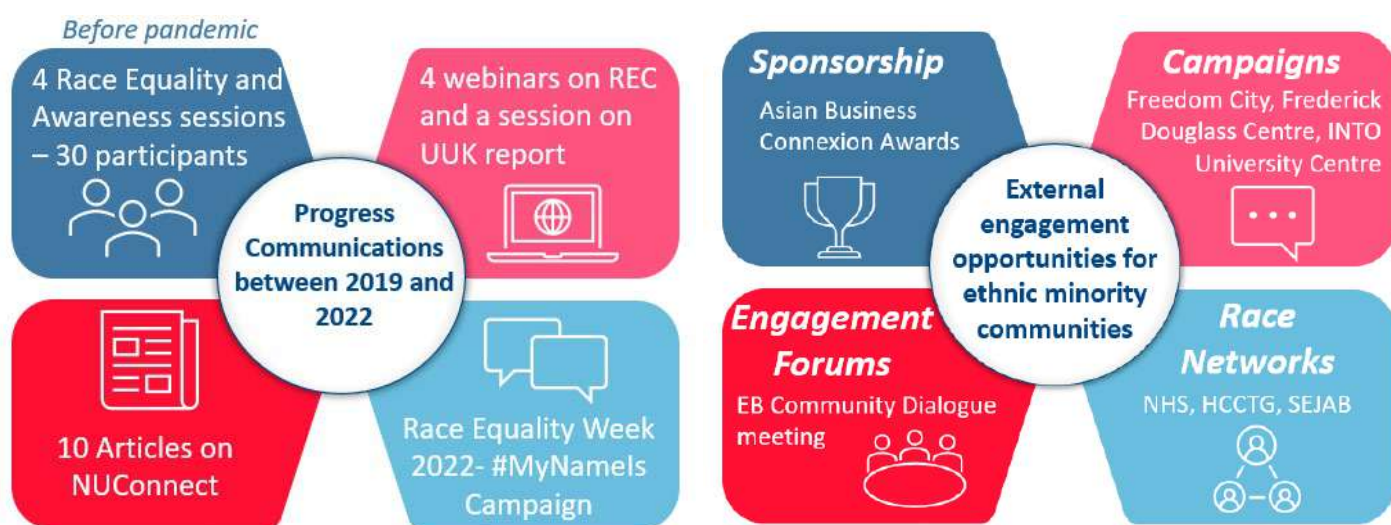 Before pandemic
4 Race Equality and
Awareness sessions
– 30 participants
4 webinars on REC
and a session on
UUK report
Progress
Communications
between 2019 and
2022
10 Articles on
NUConnect
Race Equality Week
2022- #MyNameIs
Campaign
Sponsorship
Asian Business
Connexion Awards
Campaigns
Freedom City, Frederick
Douglass Centre, INTO
University Centre
External
engagement
opportunities for
ethnic minority
communities
Engagement
Forums
EB Community Dialogue
meeting
Race
Networks
NHS, HCCTG, SEJAB